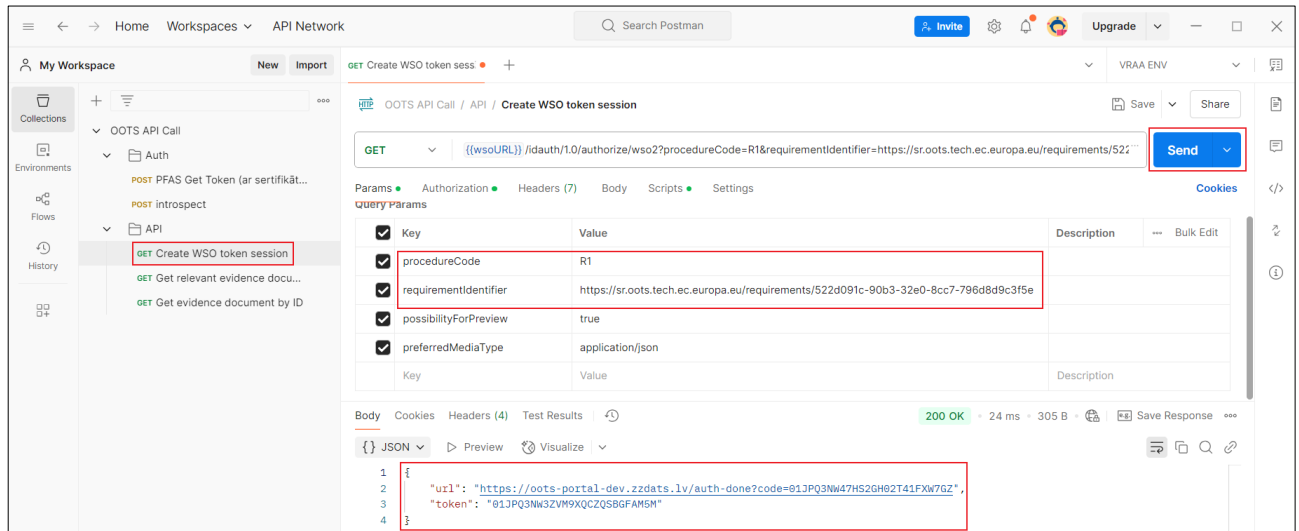 Home Workspaces API Network Search Postman Invite Upgrade
My Workspace New Import GET Create WSO token sess VRAA ENV
Collections
OOTS API Call / API / Create WSO token session Save Share
OOTS API Call
Environments
Auth
GET {{wsoURL}} /idauth/1.0/authorize/wso2?procedureCode=R1&requirementIdentifier=https://sr.oots.tech.ec.europa.eu/requirements/522··· Send
POST PFAS Get Token (ar sertifikāt...
Params Authorization Headers (7) Body Scripts Settings Cookies
POST introspect
Flows
Query Params
API
Key Value Description Bulk Edit
GET Create WSO token session
procedureCode R1
History
GET Get relevant evidence docu...
requirementIdentifier https://sr.oots.tech.ec.europa.eu/requirements/522d091c-90b3-32e0-8cc7-796d8d9c3f5e
GET Get evidence document by ID
possibilityForPreview true
preferredMediaType application/json
Key Value Description
Body Cookies Headers (4) Test Results 200 OK 24 ms 305 B e.g. Save Response
{} JSON Preview Visualize
1 {
2 "url": "https://oots-portal-dev.zzdats.lv/auth-done?code=01JPQ3NW47HS2GH02T41FXW7GZ",
3 "token": "01JPQ3NW3ZVM9XQCZQSBGFAM5M"
4 }